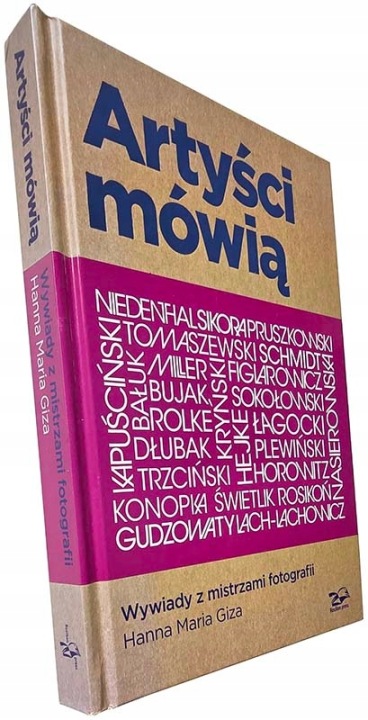 Artyści mówią
Wywiady z mistrzami fotografii
Hanna Maria Giza
Artyści
mówią
NIEDENTHAL SIKORA PRUSZKOWSKI
KAPUŚCIŃSKI
BAŁUK
TOMASZEWSKI SCHMIDT
MILLER FIGLAROWICZ
BUJAK
KRYŃSKI
SOKOŁOWSKI
ROLKE
HEJKE
ŁAGOCKI
DŁUBAK
PLEWIŃSKI
TRZCIŃSKI
HOROWITZ
NASIEROWSKI
KONOPKA ŚWIETLIK ROSIKOŃ
GUDZOWATY LACH-LACHOWICZ
Wywiady z mistrzami fotografii
Hanna Maria Giza